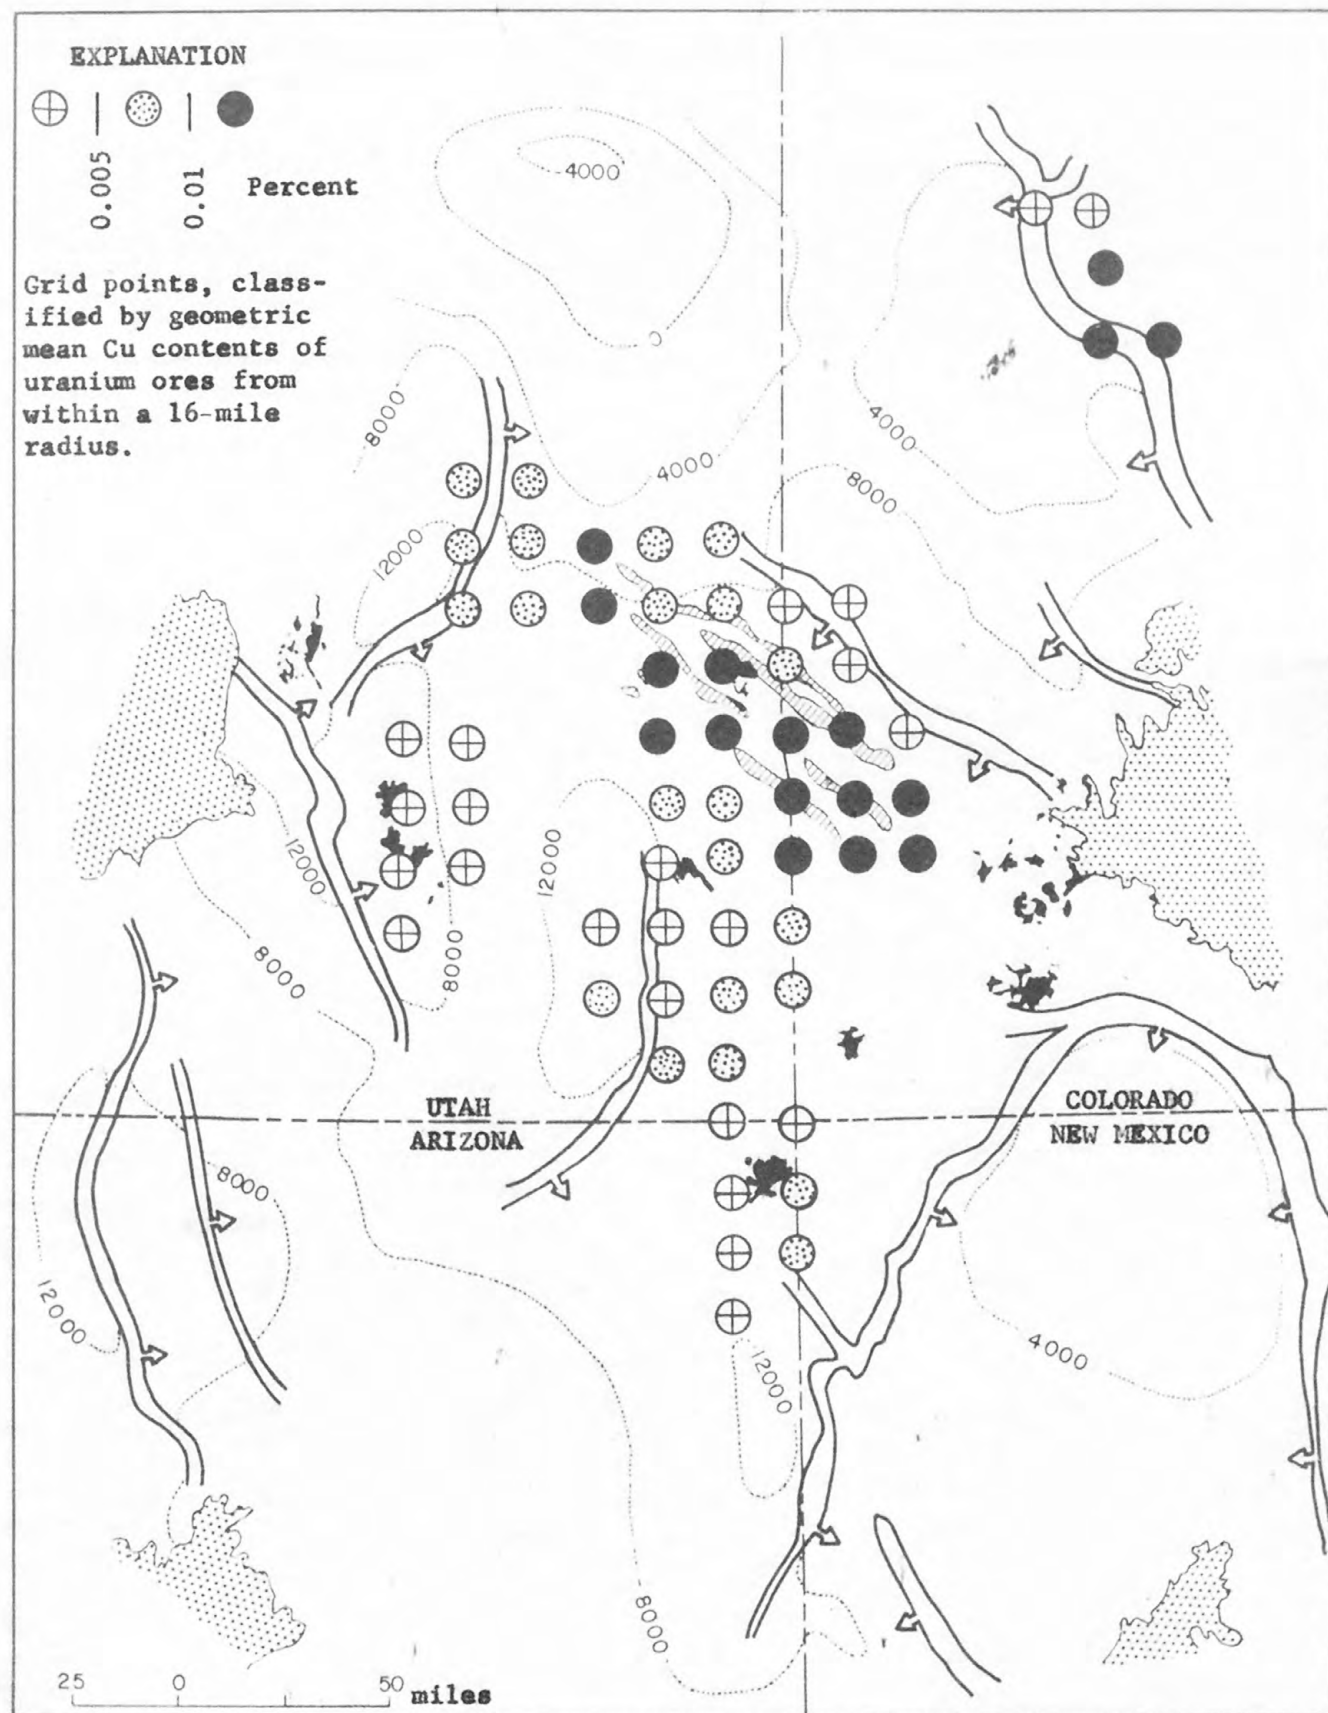 EXPLANATION
0.005
0.01
Percent
Grid points, class-
ified by geometric
mean Cu contents of
uranium ores from
within a 16-mile
radius.
-4000
0
8000
4000
4000
8000
12000
12000
12000
8000
8000
UTAH
ARIZONA
COLORADO
NEW MEXICO
8000
12000
4000
12000
8000
25 0 50 miles